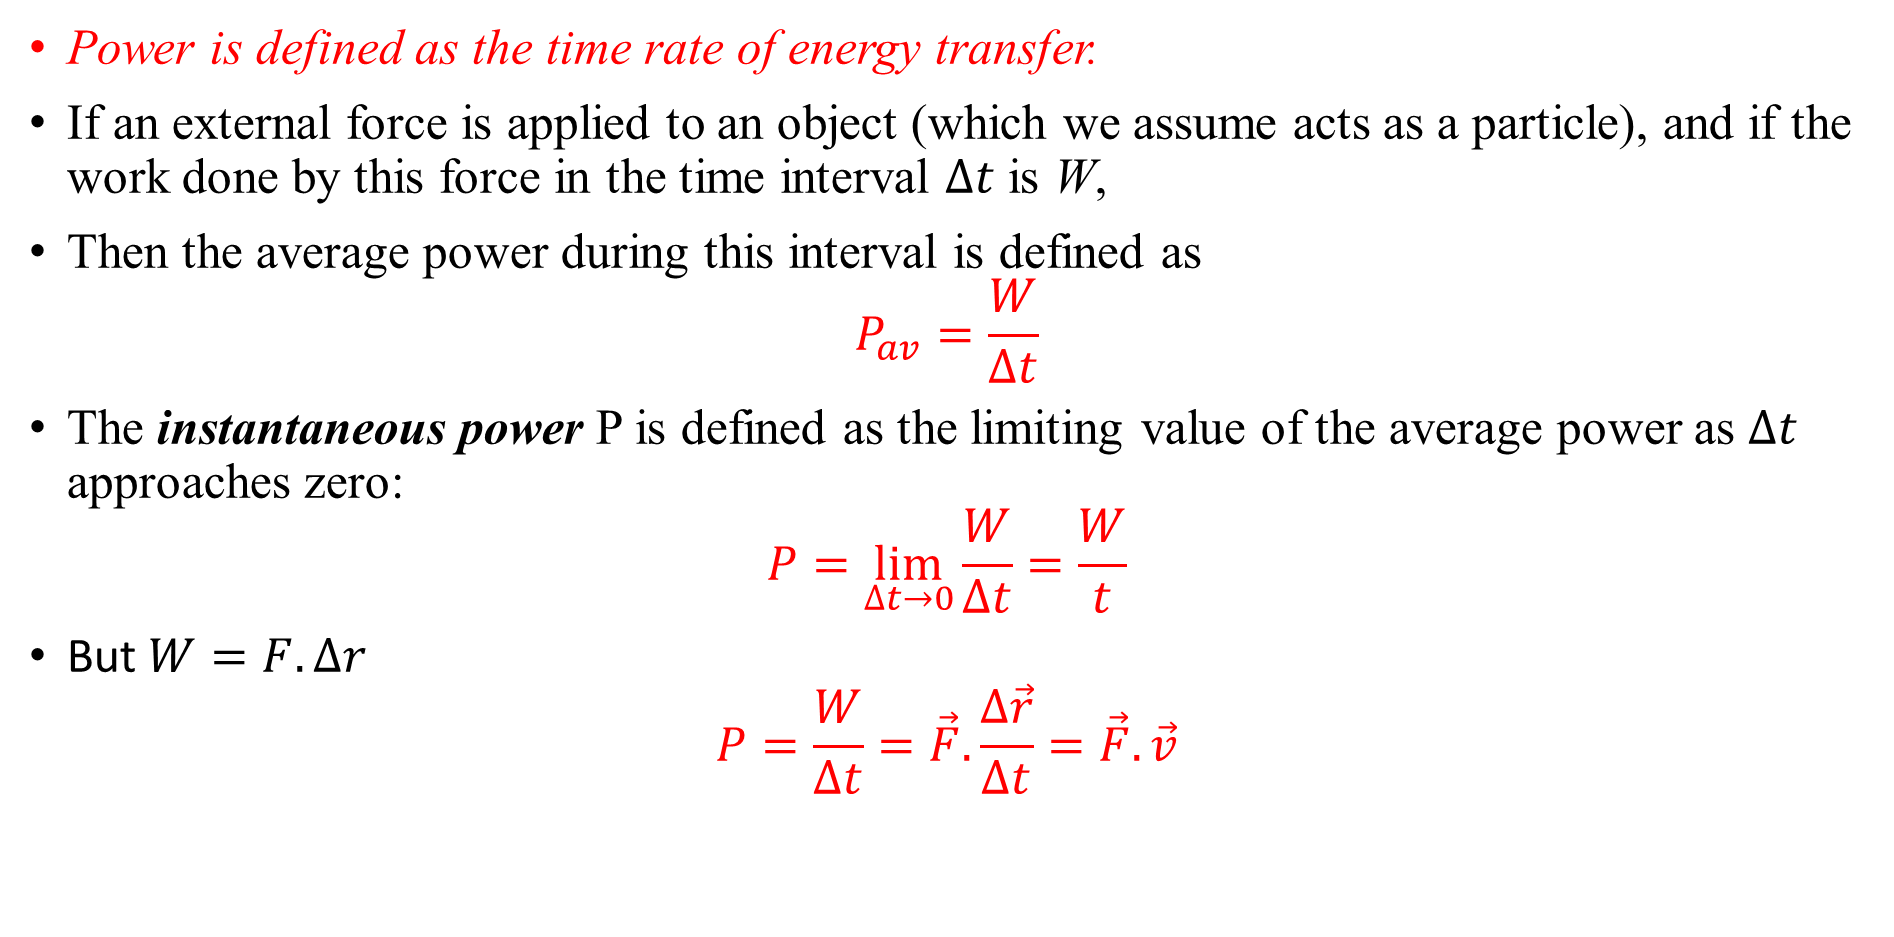 • Power is defined as the time rate of energy transfer.
• If an external force is applied to an object (which we assume acts as a particle), and if the
work done by this force in the time interval Δt is W,
• Then the average power during this interval is defined as
P_av = W/Δt
• The instantaneous power P is defined as the limiting value of the average power as Δt
approaches zero:
P = lim_{Δt→0} W/Δt = W/t
• But W = F. Δr
P = W/Δt = F⃗. Δr⃗/Δt = F⃗. v⃗